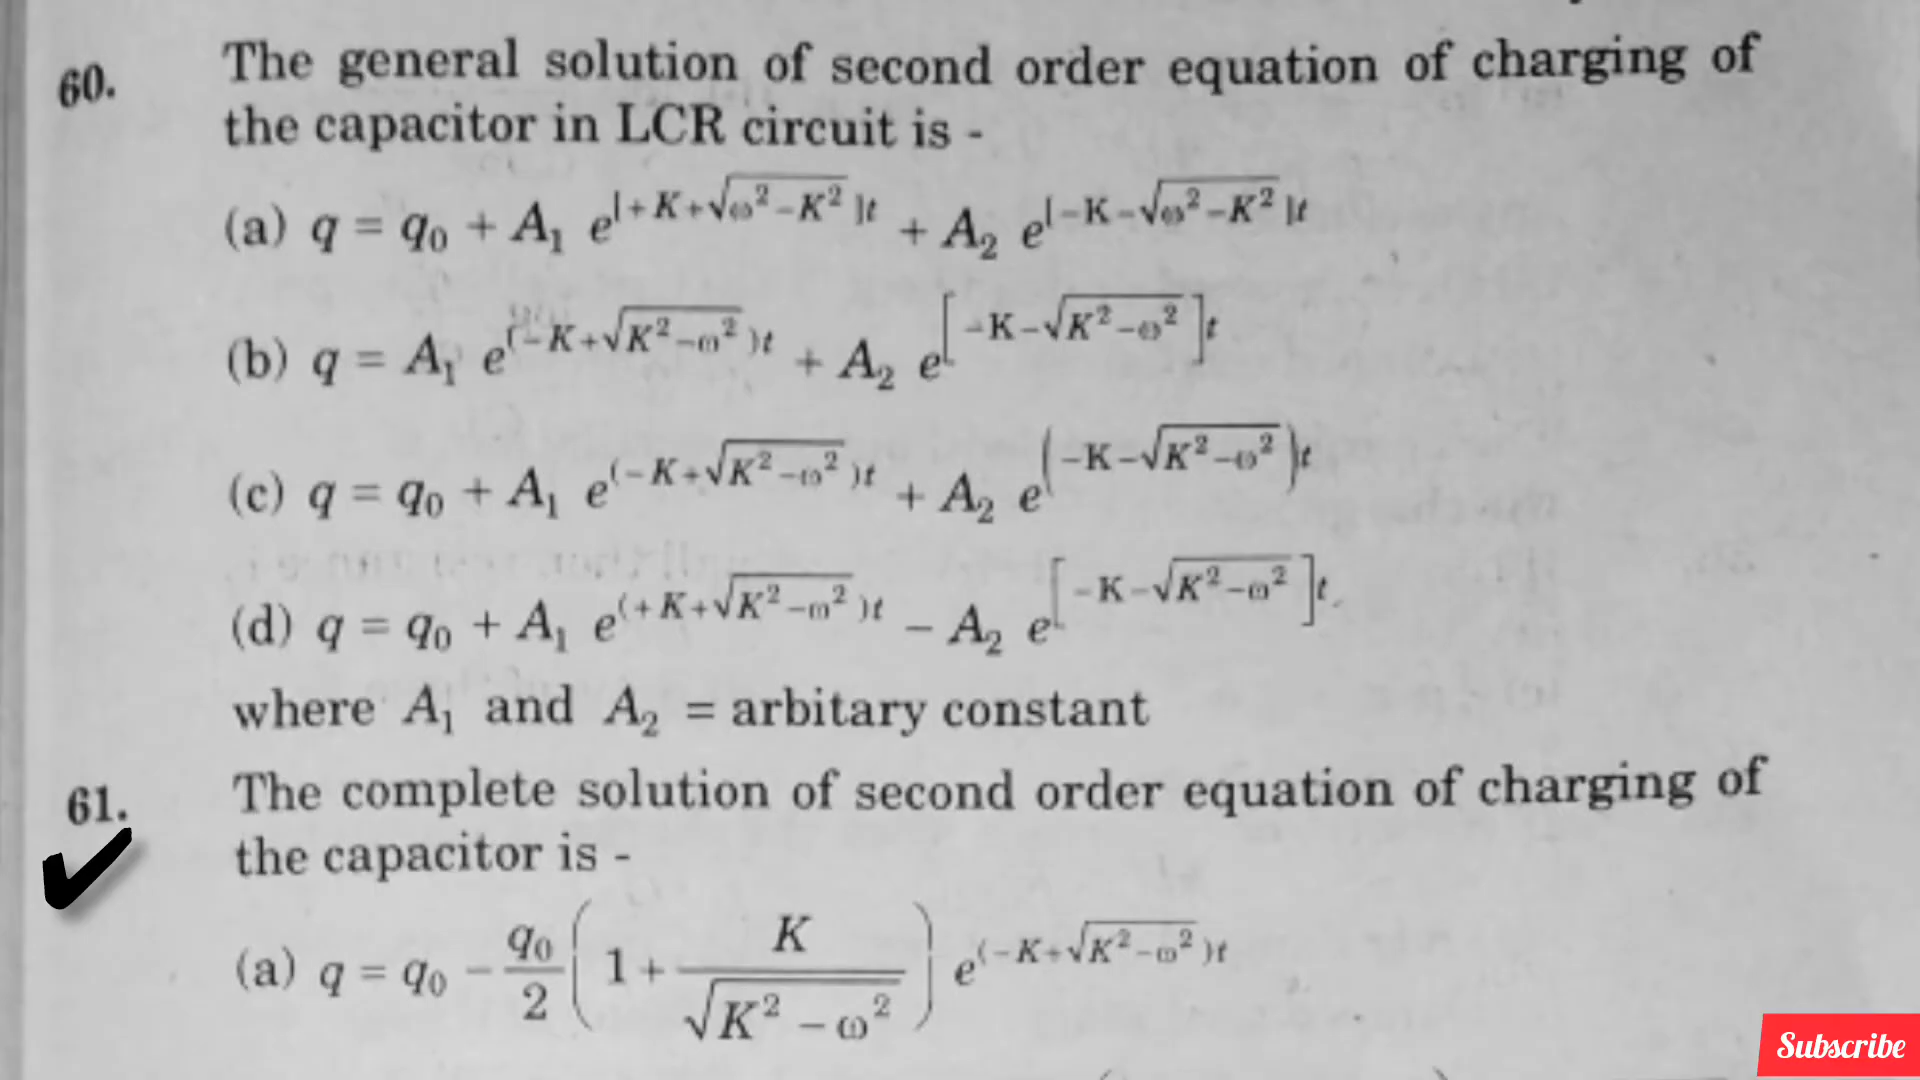 60. The general solution of second order equation of charging of
the capacitor in LCR circuit is -
(a) q = q₀ + A₁ e^[+K+√(ω²−K²)]t + A₂ e^[−K−√(ω²−K²)]t
(b) q = A₁ e^(−K+√(K²−ω²))t + A₂ e^[−K−√(K²−ω²)]t
(c) q = q₀ + A₁ e^(−K+√(K²−ω²))t + A₂ e^(−K−√(K²−ω²))t
(d) q = q₀ + A₁ e^(+K+√(K²−ω²))t − A₂ e^[−K−√(K²−ω²)]t
where A₁ and A₂ = arbitary constant
61. The complete solution of second order equation of charging of
the capacitor is -
(a) q = q₀ − q₀/2 (1 + K/√(K²−ω²)) e^(−K+√(K²−ω²))t
Subscribe